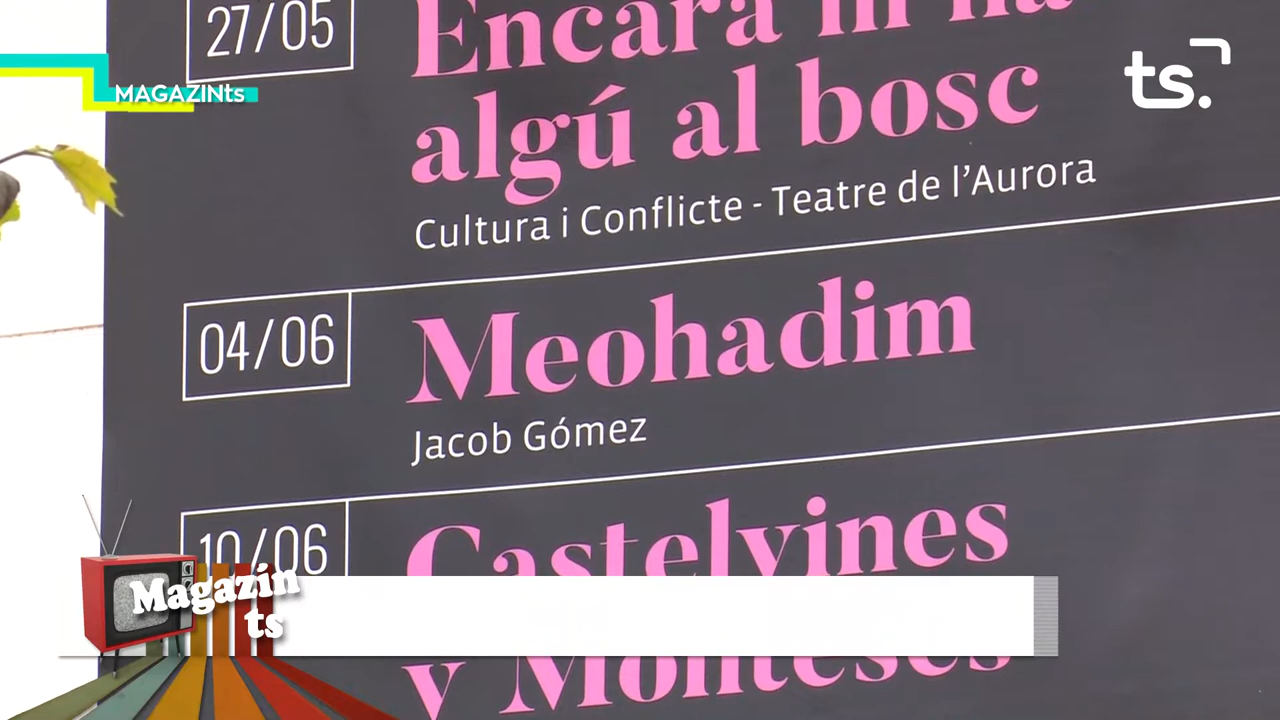 27/05
Encara hi ha
algú al bosc
Cultura i Conflicte - Teatre de l'Aurora
MAGAZINts
ts.
04/06
Meohadim
Jacob Gómez
10/06
Castelvines
y Monteses
Magazín
ts